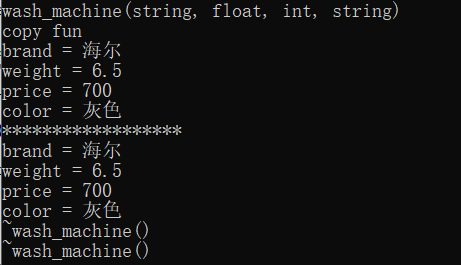 wash_machine(string, float, int, string)
copy fun
brand = 海尔
weight = 6.5
price = 700
color = 灰色
******************
brand = 海尔
weight = 6.5
price = 700
color = 灰色
~wash_machine()
~wash_machine()